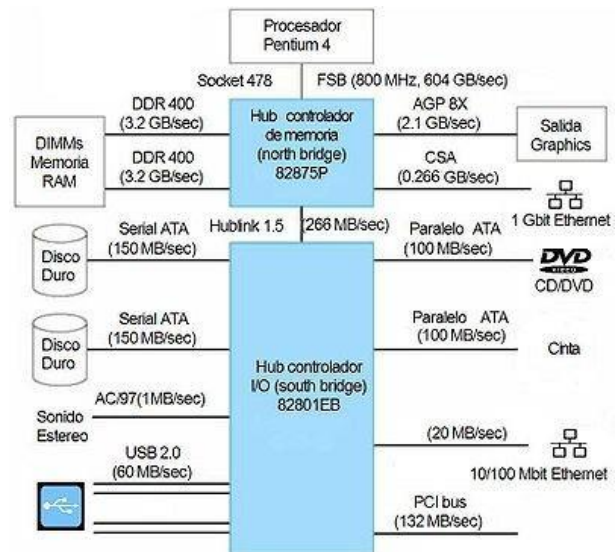 Procesador
Pentium 4
Socket 478
FSB (800 MHz, 604 GB/sec)
DDR 400
(3.2 GB/sec)
Hub controlador
de memoria
(north bridge)
82875P
AGP 8X
(2.1 GB/sec)
DIMMs
Memoria
RAM
Salida
Graphics
DDR 400
(3.2 GB/sec)
CSA
(0.266 GB/sec)
1 Gbit Ethernet
Hublink 1.5
(266 MB/sec)
Serial ATA
(150 MB/sec)
Paralelo ATA
(100 MB/sec)
Disco
Duro
DVD
VIDEO
CD/DVD
Serial ATA
(150 MB/sec)
Paralelo ATA
(100 MB/sec)
Disco
Duro
Cinta
Hub controlador
I/O (south bridge)
82801EB
AC/97(1MB/sec)
Sonido
Estereo
(20 MB/sec)
10/100 Mbit Ethernet
USB 2.0
(60 MB/sec)
PCI bus
(132 MB/sec)